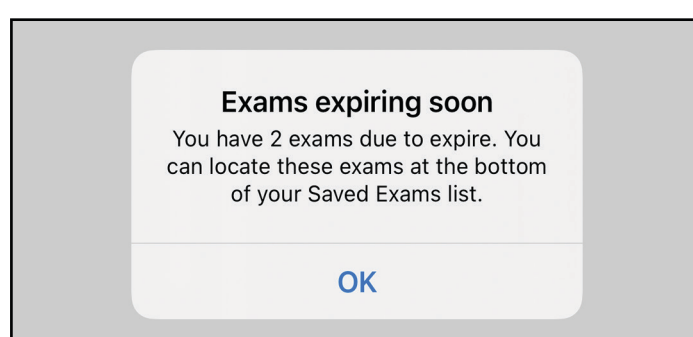 Exams expiring soon
You have 2 exams due to expire. You
can locate these exams at the bottom
of your Saved Exams list.
OK